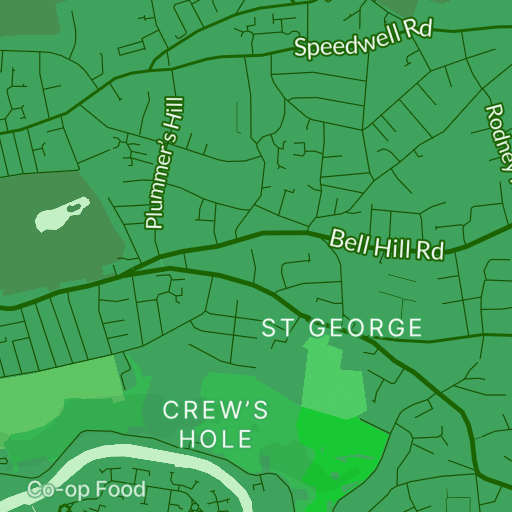 Speedwell Rd
Plummer's Hill
Rodney
Bell Hill Rd
ST GEORGE
CREW'S
HOLE
Co-op Food